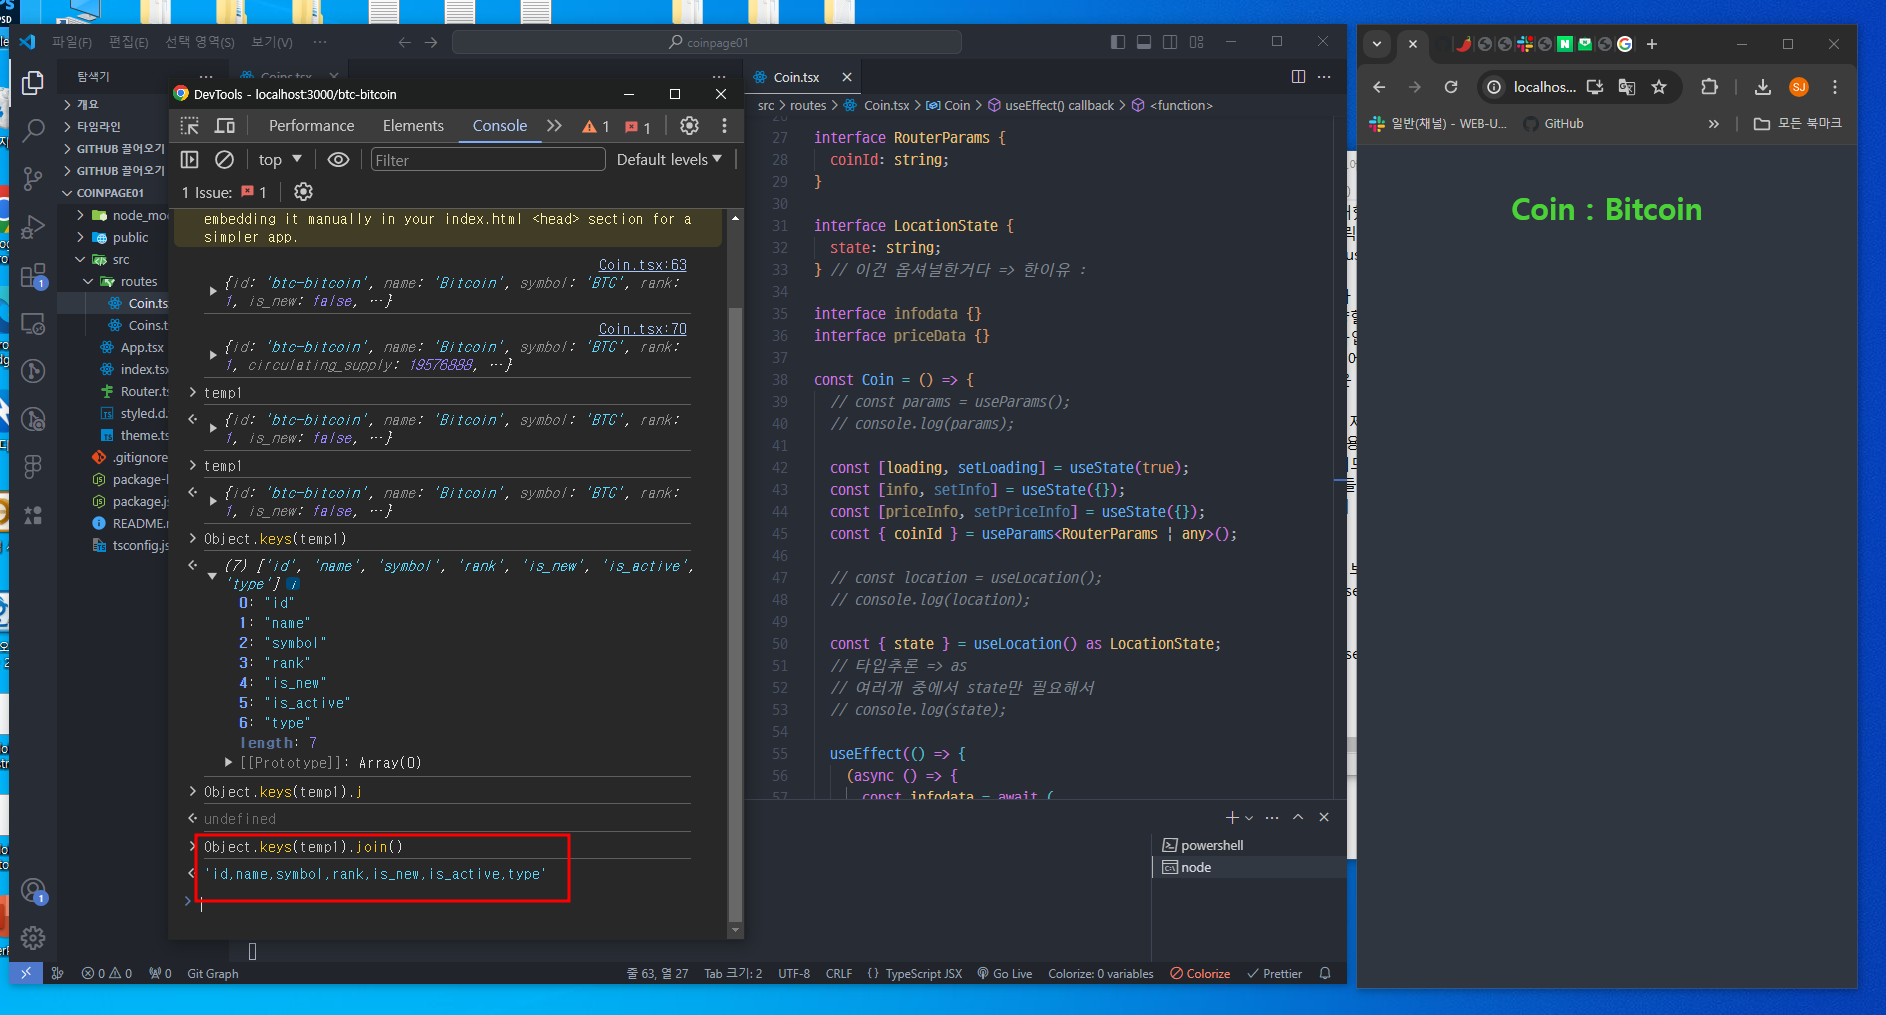 파일(F) 편집(E) 선택 영역(S) 보기(V) ···
coinpage01
탐색기 ···
개요
타임라인
GITHUB 끌어오기
GITHUB 끌어오기
COINPAGE01
node_mo
public
src
routes
Coin.ts
Coins.t
App.tsx
index.tsx
Router.ts
styled.d.
theme.ts
.gitignore
package-l
package.js
README.
tsconfig.js
Coins.tsx
DevTools - localhost:3000/btc-bitcoin
Performance Elements Console 1 1
top Filter Default levels
1 Issue: 1
embedding it manually in your index.html <head> section for a
simpler app.
Coin.tsx:63
{id: 'btc-bitcoin', name: 'Bitcoin', symbol: 'BTC', rank:
1, is_new: false, …}
Coin.tsx:70
{id: 'btc-bitcoin', name: 'Bitcoin', symbol: 'BTC', rank:
1, circulating_supply: 19576888, …}
> temp1
{id: 'btc-bitcoin', name: 'Bitcoin', symbol: 'BTC', rank:
1, is_new: false, …}
> temp1
{id: 'btc-bitcoin', name: 'Bitcoin', symbol: 'BTC', rank:
1, is_new: false, …}
> Object.keys(temp1)
(7) ['id', 'name', 'symbol', 'rank', 'is_new', 'is_active',
'type'] i
0: "id"
1: "name"
2: "symbol"
3: "rank"
4: "is_new"
5: "is_active"
6: "type"
length: 7
[[Prototype]]: Array(0)
> Object.keys(temp1).j
undefined
> Object.keys(temp1).join()
'id,name,symbol,rank,is_new,is_active,type'
Coin.tsx
src > routes > Coin.tsx > Coin > useEffect() callback > <function>
26
27 interface RouterParams {
28 coinId: string;
29 }
30
31 interface LocationState {
32 state: string;
33 } // 이건 옵셔널한거다 => 한이유 :
34
35 interface infodata {}
36 interface priceData {}
37
38 const Coin = () => {
39 // const params = useParams();
40 // console.log(params);
41
42 const [loading, setLoading] = useState(true);
43 const [info, setInfo] = useState({});
44 const [priceInfo, setPriceInfo] = useState({});
45 const { coinId } = useParams<RouterParams | any>();
46
47 // const location = useLocation();
48 // console.log(location);
49
50 const { state } = useLocation() as LocationState;
51 // 타입추론 => as
52 // 여러개 중에서 state만 필요해서
53 // console.log(state);
54
55 useEffect(() => {
56 (async () => {
57 const infodata = await (
powershell
node
0 0 0 Git Graph
줄 63, 열 27 Tab 크기: 2 UTF-8 CRLF {} TypeScript JSX Go Live Colorize: 0 variables Colorize Prettier
localhos...
SJ
일반(채널) - WEB-U... GitHub » 모든 북마크
Coin : Bitcoin